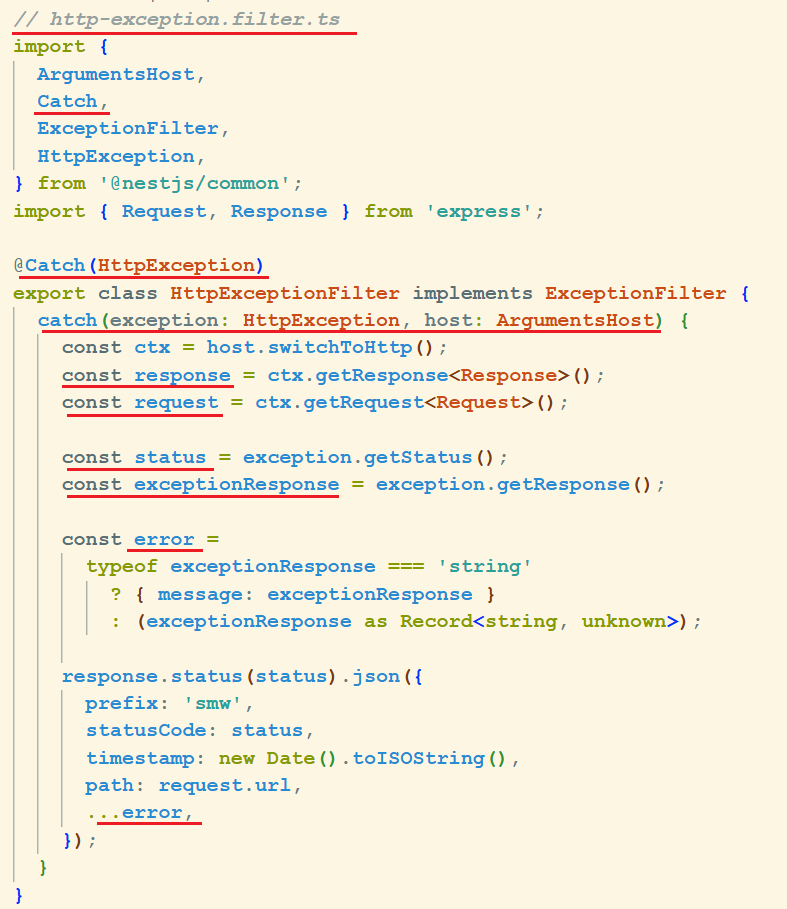 // http-exception.filter.ts
import {
  ArgumentsHost,
  Catch,
  ExceptionFilter,
  HttpException,
} from '@nestjs/common';
import { Request, Response } from 'express';

@Catch(HttpException)
export class HttpExceptionFilter implements ExceptionFilter {
  catch(exception: HttpException, host: ArgumentsHost) {
    const ctx = host.switchToHttp();
    const response = ctx.getResponse<Response>();
    const request = ctx.getRequest<Request>();

    const status = exception.getStatus();
    const exceptionResponse = exception.getResponse();

    const error =
      typeof exceptionResponse === 'string'
        ? { message: exceptionResponse }
        : (exceptionResponse as Record<string, unknown>);

    response.status(status).json({
      prefix: 'smw',
      statusCode: status,
      timestamp: new Date().toISOString(),
      path: request.url,
      ...error,
    });
  }
}